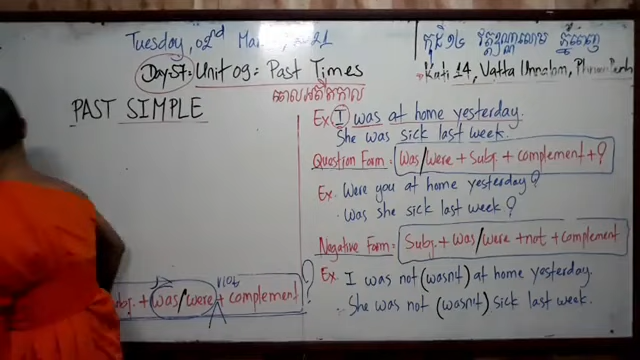 Tuesday, 02nd 2021
Day 57: Unit 09: Past Times
Kati 14, Vatta Unnalom, Phnom Penh
PAST SIMPLE
Ex: I was at home yesterday.
She was sick last week.
Question Form: Was/Were + Subj. + complement + ?
Ex: Were you at home yesterday?
. Was she sick last week?
Negative Form: Subj. + was/were + not + complement
Ex: I was not (wasn't) at home yesterday.
She was not (wasn't) sick last week.
+ was/were + complement